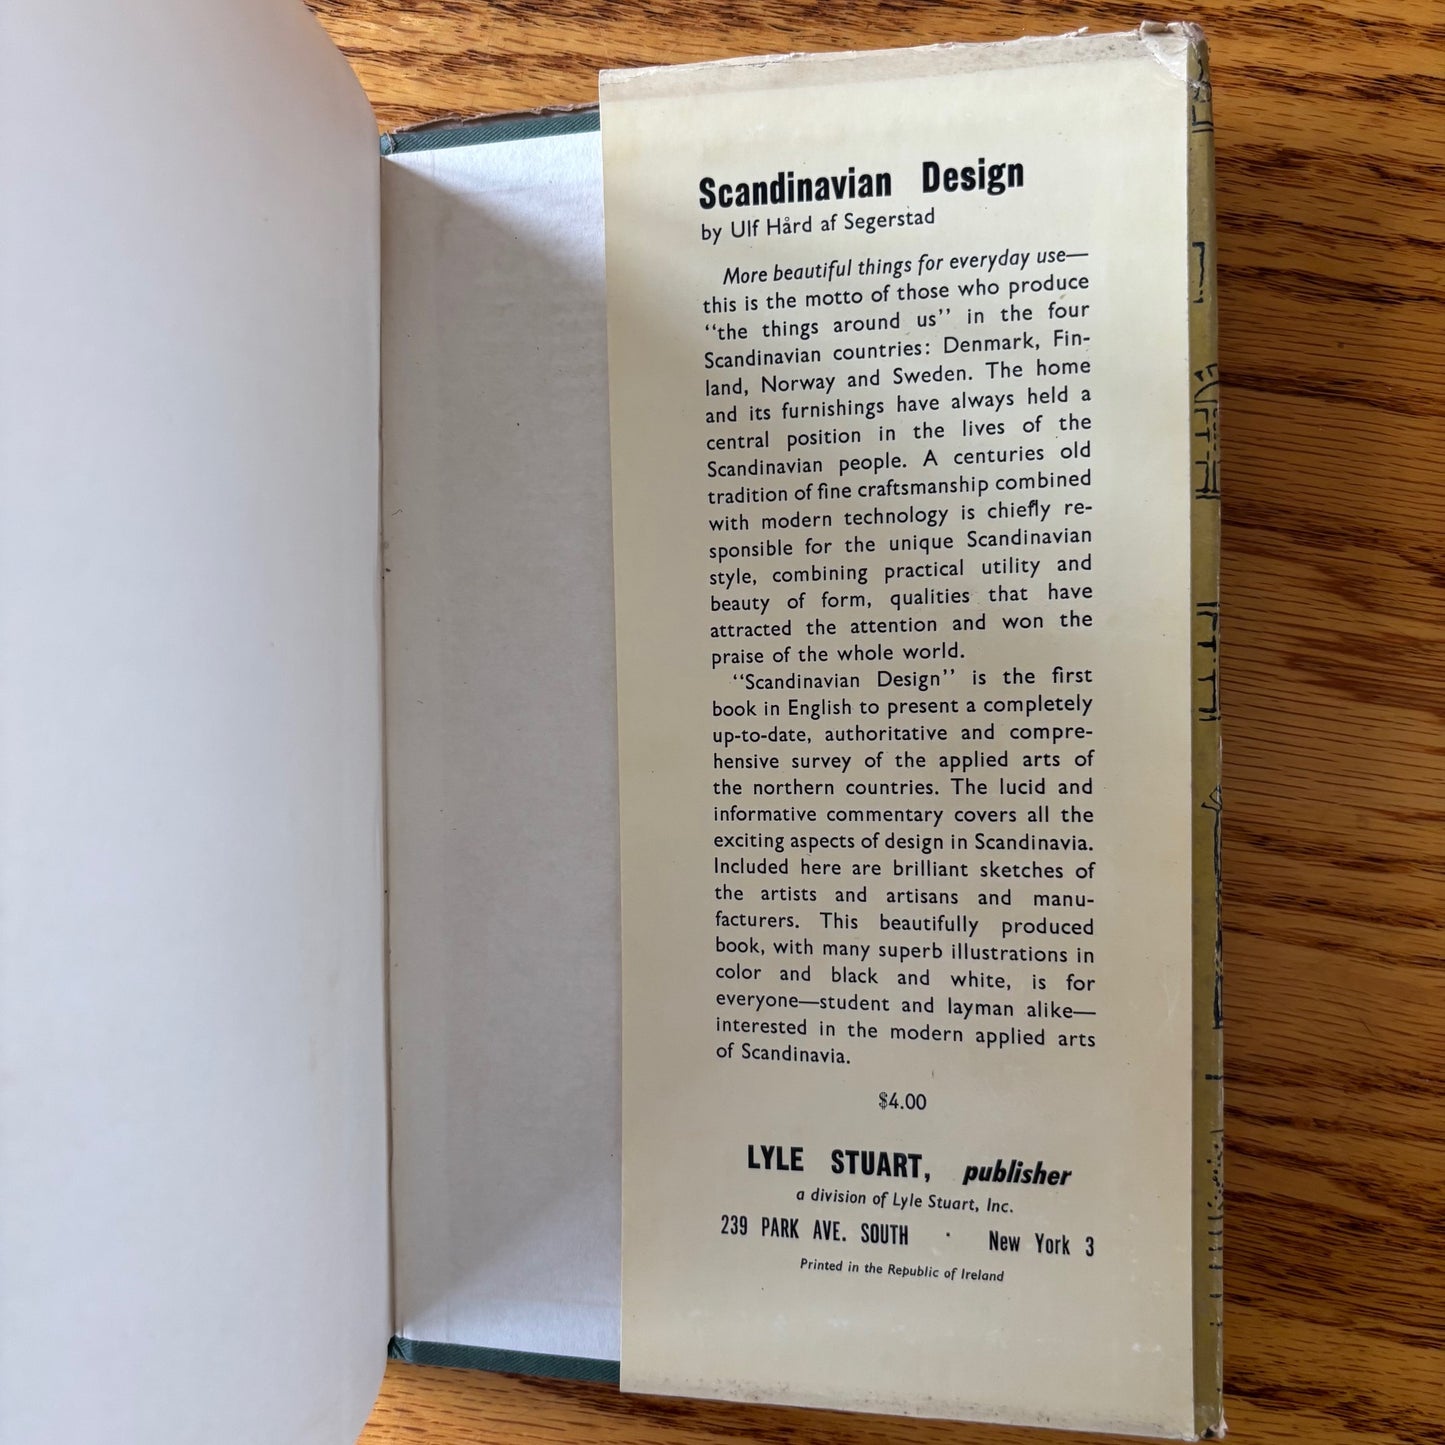 Scandinavian Design
by Ulf Hård af Segerstad
More beautiful things for everyday use—
this is the motto of those who produce
“the things around us” in the four
Scandinavian countries: Denmark, Fin-
land, Norway and Sweden. The home
and its furnishings have always held a
central position in the lives of the
Scandinavian people. A centuries old
tradition of fine craftsmanship combined
with modern technology is chiefly re-
sponsible for the unique Scandinavian
style, combining practical utility and
beauty of form, qualities that have
attracted the attention and won the
praise of the whole world.
“Scandinavian Design” is the first
book in English to present a completely
up-to-date, authoritative and compre-
hensive survey of the applied arts of
the northern countries. The lucid and
informative commentary covers all the
exciting aspects of design in Scandinavia.
Included here are brilliant sketches of
the artists and artisans and manu-
facturers. This beautifully produced
book, with many superb illustrations in
color and black and white, is for
everyone—student and layman alike—
interested in the modern applied arts
of Scandinavia.
$4.00
LYLE STUART, publisher
a division of Lyle Stuart, Inc.
239 PARK AVE. SOUTH · New York 3
Printed in the Republic of Ireland